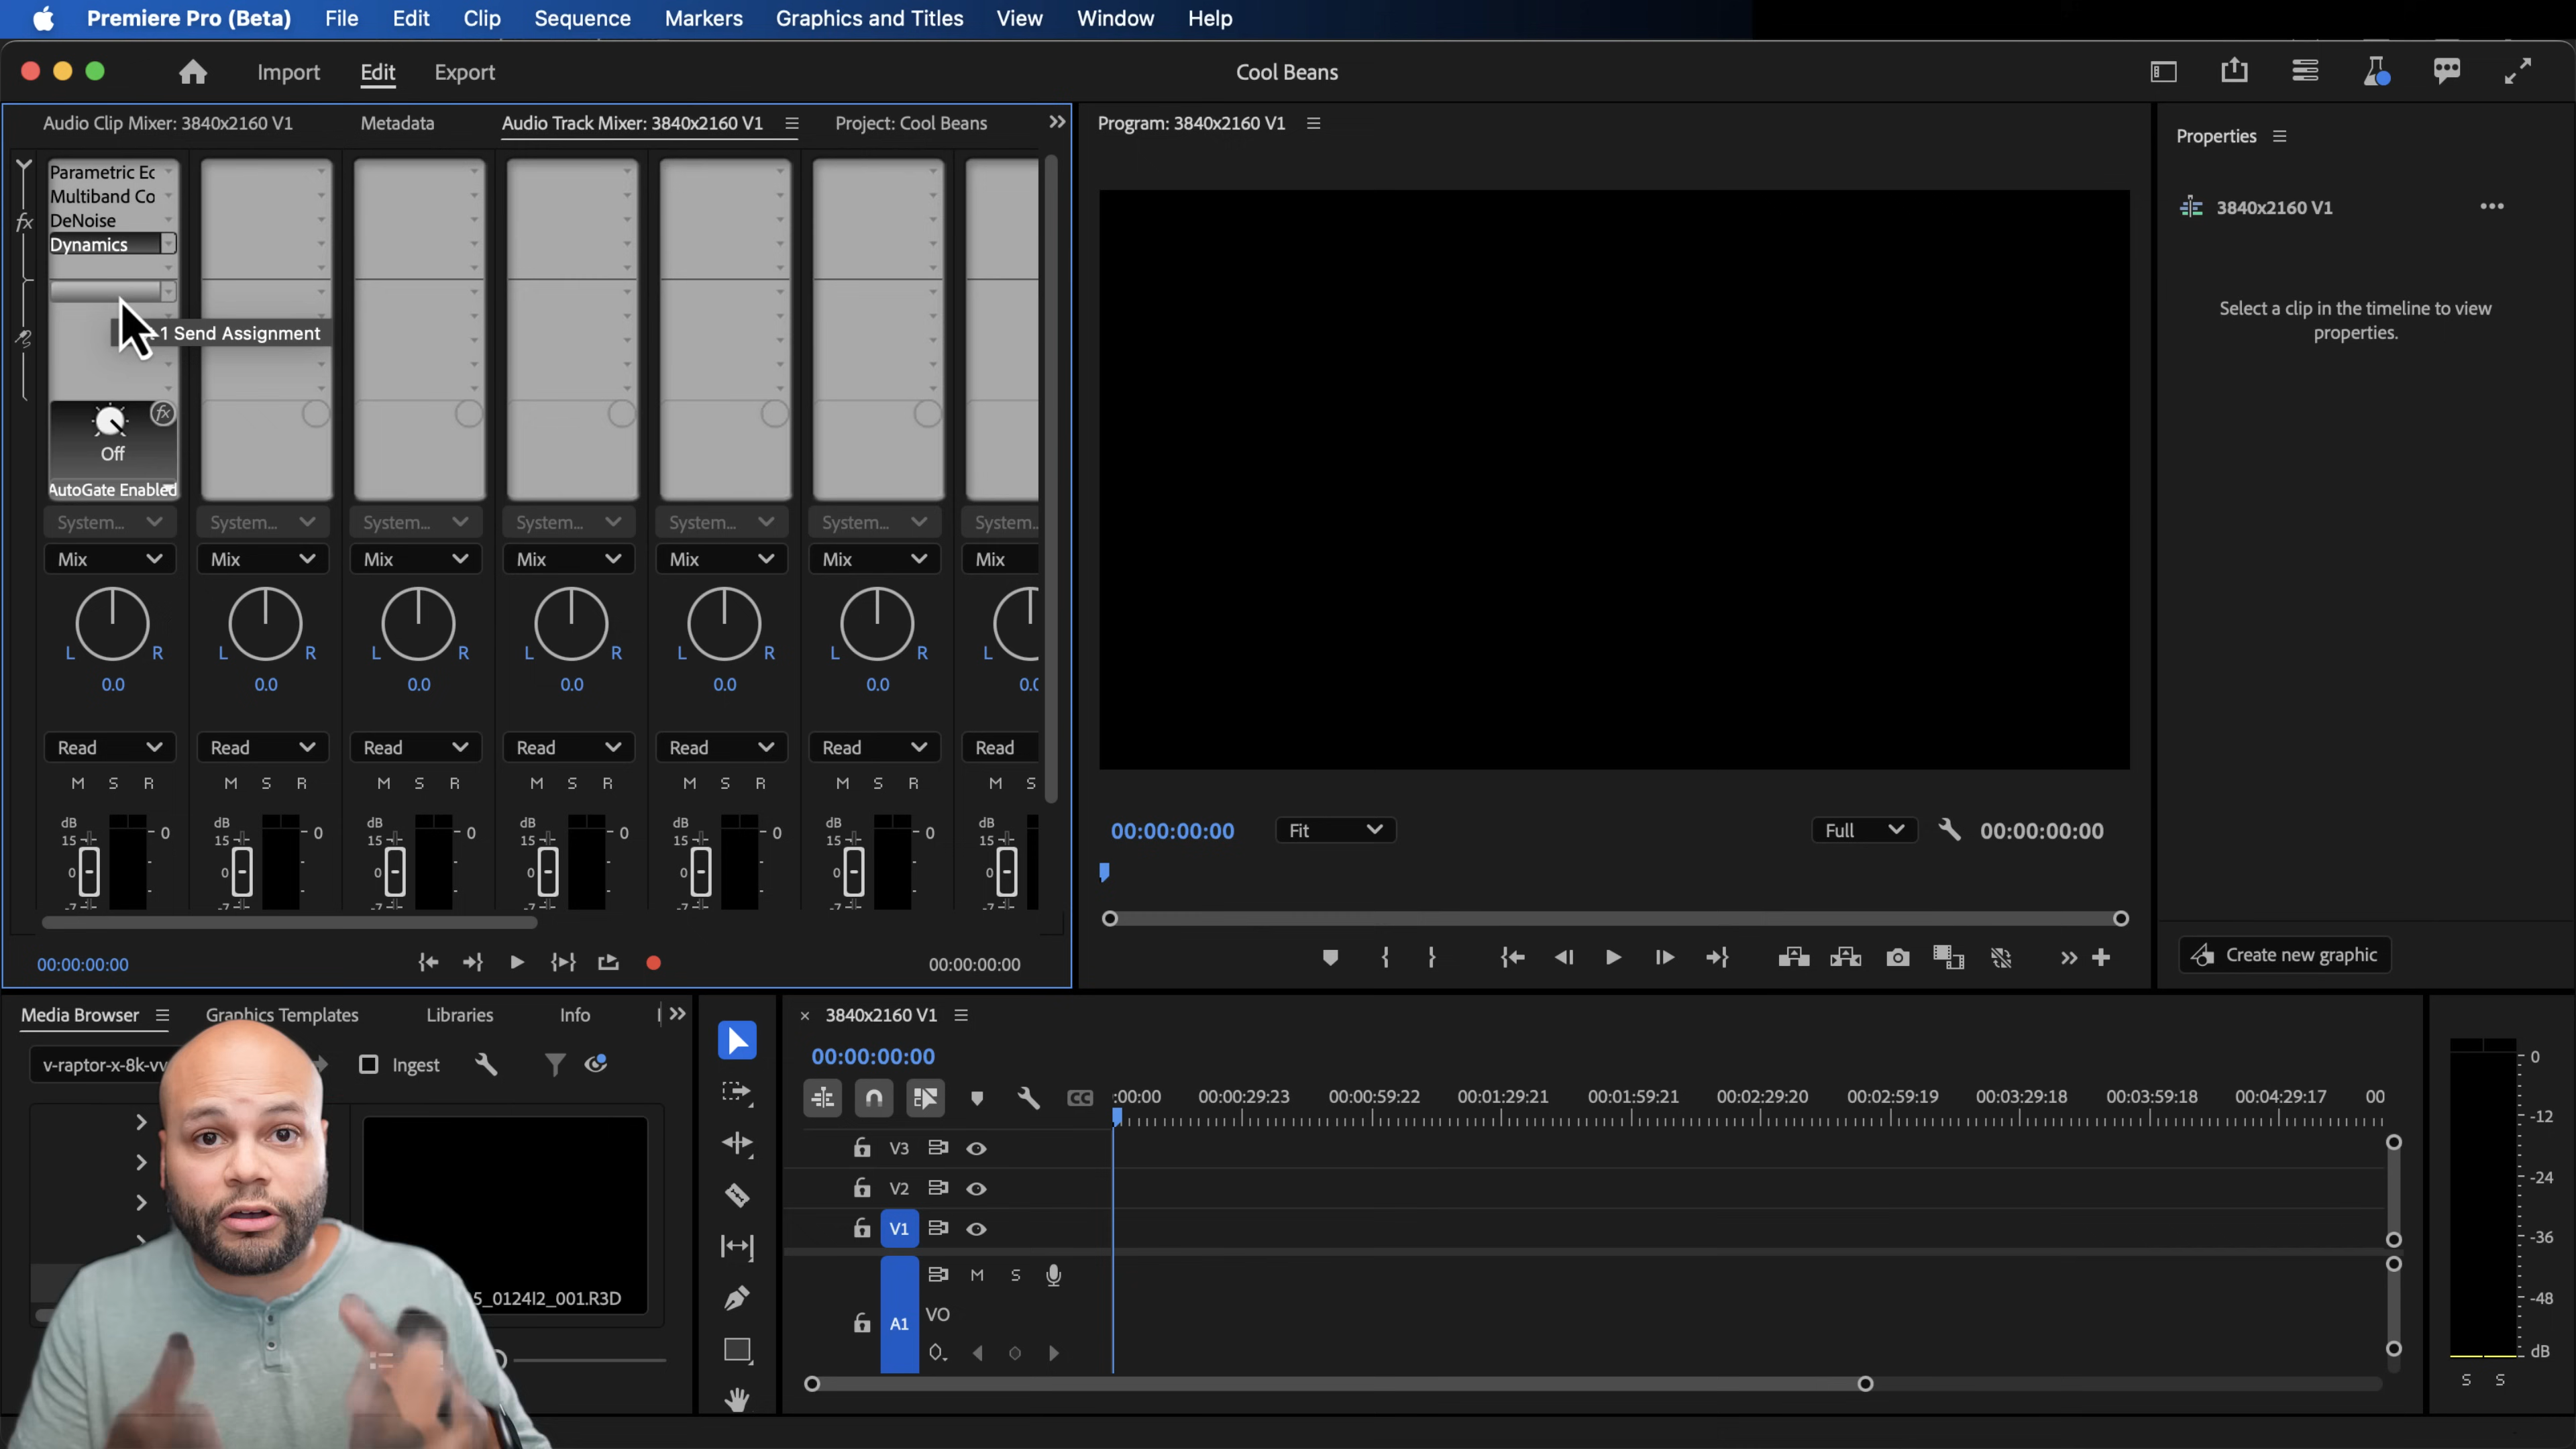 Premiere Pro (Beta) File Edit Clip Sequence Markers Graphics and Titles View Window Help
Import Edit Export Cool Beans
Audio Clip Mixer: 3840x2160 V1 Metadata Audio Track Mixer: 3840x2160 V1 Project: Cool Beans
Program: 3840x2160 V1
Properties
3840x2160 V1
Select a clip in the timeline to view
properties.
Parametric Ec
Multiband Co
DeNoise
Dynamics
fx
1 Send Assignment
fx
Off
AutoGate Enabled
System... System... System... System... System... System... System..
Mix Mix Mix Mix Mix Mix Mix
L R L R L R L R L R L R L
0.0 0.0 0.0 0.0 0.0 0.0 0.0
Read Read Read Read Read Read Read
M S R M S R M S R M S R M S R M S R M S
dB dB dB dB dB dB dB
15 0 15 0 15 0 15 0 15 0 15 0 15
0 0 0 0 0 0 0
-7 -7 -7 -7 -7 -7 -7
00:00:00:00 00:00:00:00
00:00:00:00 Fit Full 00:00:00:00
Create new graphic
Media Browser Graphics Templates Libraries Info
v-raptor-x-8k-vv Ingest
5_0124I2_001.R3D
3840x2160 V1
00:00:00:00
CC :00:00 00:00:29:23 00:00:59:22 00:01:29:21 00:01:59:21 00:02:29:20 00:02:59:19 00:03:29:18 00:03:59:18 00:04:29:17 00
V3
V2
V1
M S
A1 VO
0
-12
-24
-36
-48
dB
S S